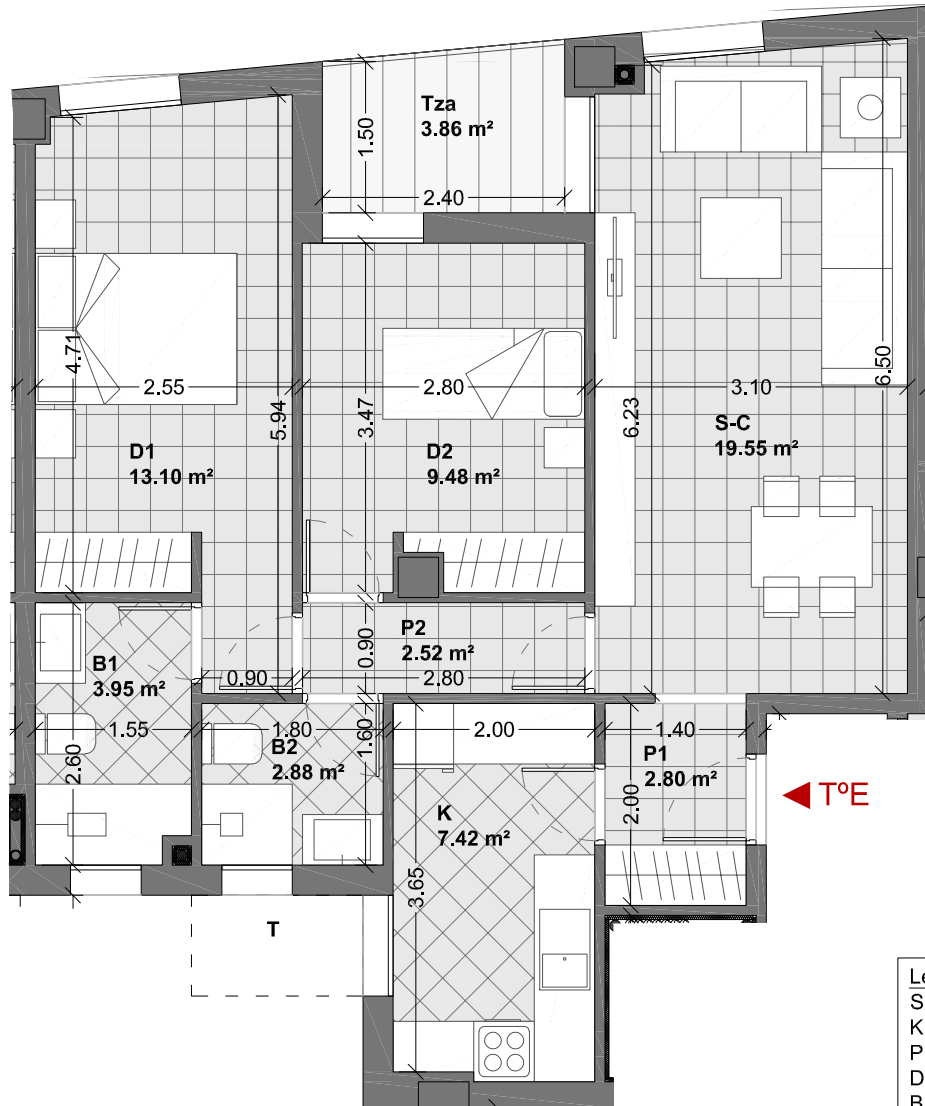 Tza
3.86 m²
1.50
2.40
4.71
2.55
5.94
D1
13.10 m²
3.47
2.80
D2
9.48 m²
6.23
3.10
6.50
S-C
19.55 m²
B1
3.95 m²
1.55
2.60
0.90
0.90
P2
2.52 m²
2.80
1.80
1.60
B2
2.88 m²
2.00
K
7.42 m²
3.65
1.40
P1
2.80 m²
2.00
TºE
T
Le
S
K
P
D
B